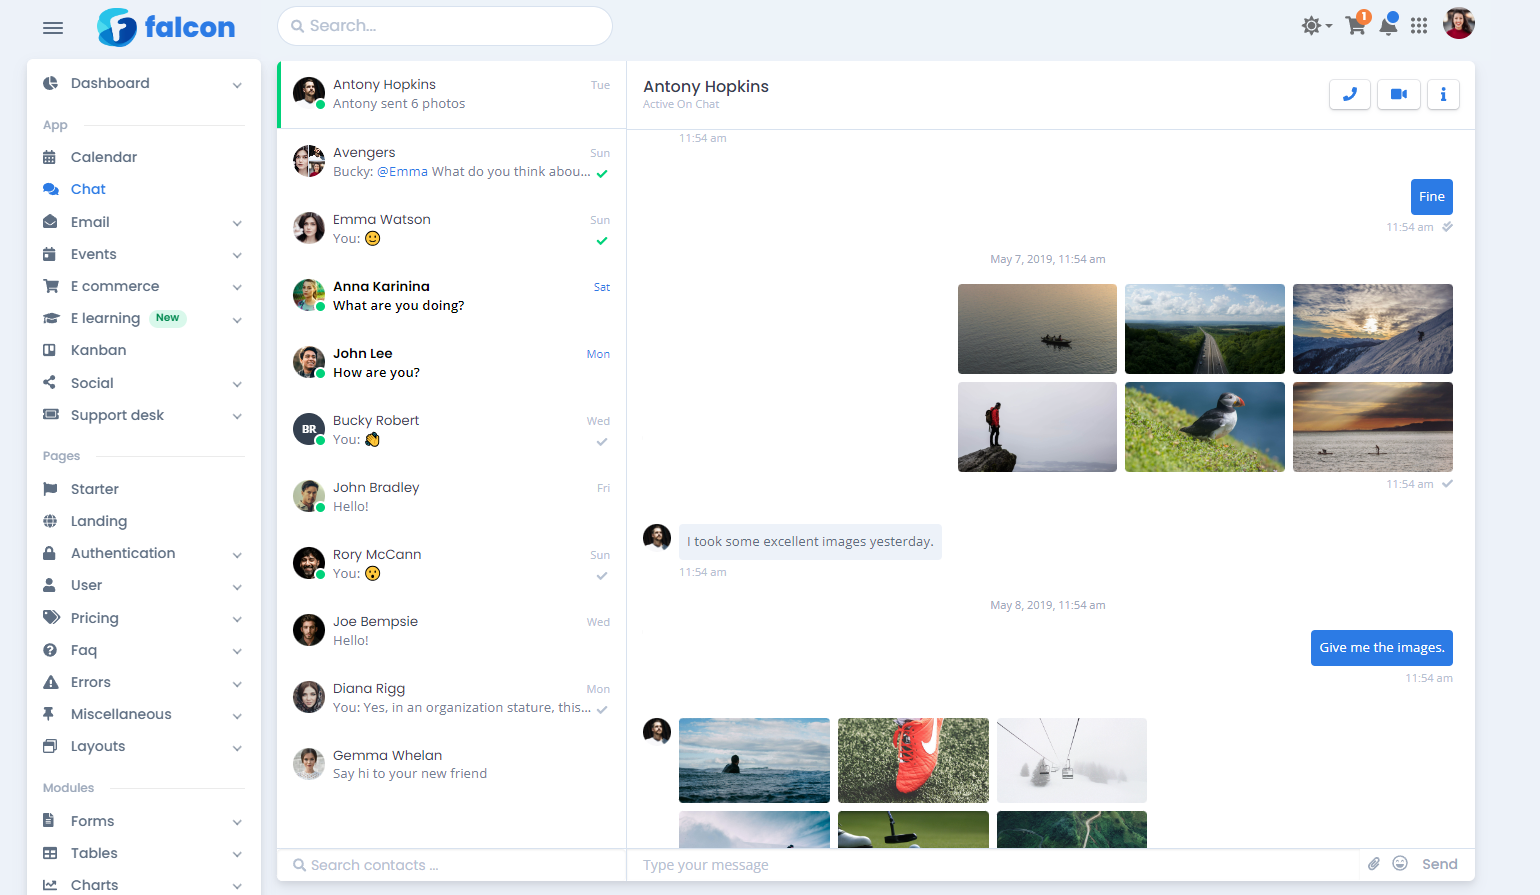 falcon
Search...
1
Dashboard
App
Calendar
Chat
Email
Events
E commerce
E learning New
Kanban
Social
Support desk
Pages
Starter
Landing
Authentication
User
Pricing
Faq
Errors
Miscellaneous
Layouts
Modules
Forms
Tables
Charts
Antony Hopkins Tue
Antony sent 6 photos
Avengers Sun
Bucky: @Emma What do you think abou...
Emma Watson Sun
You: 🙂
Anna Karinina Sat
What are you doing?
John Lee Mon
How are you?
BR
Bucky Robert Wed
You: 👏
John Bradley Fri
Hello!
Rory McCann Sun
You: 😮
Joe Bempsie Wed
Hello!
Diana Rigg Mon
You: Yes, in an organization stature, this...
Gemma Whelan
Say hi to your new friend
Search contacts ...
Antony Hopkins
Active On Chat
11:54 am
Fine
11:54 am
May 7, 2019, 11:54 am
11:54 am
I took some excellent images yesterday.
11:54 am
May 8, 2019, 11:54 am
Give me the images.
11:54 am
Type your message
Send